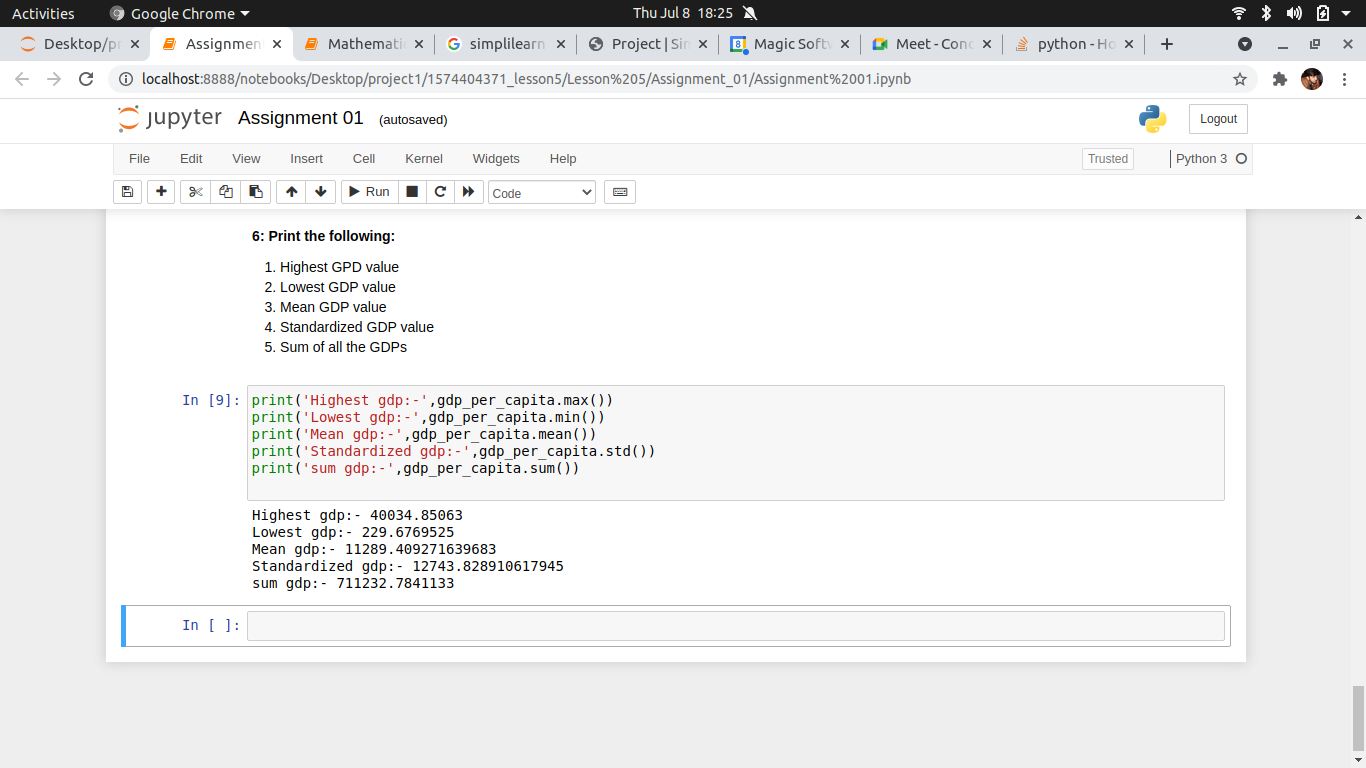 Activities
Google Chrome
Thu Jul 8 18:25
Desktop/pr
Assignmen
Mathemati
simplilearn
Project | Sim
8
Magic Softw
Meet - Conc
python - Ho
localhost:8888/notebooks/Desktop/project1/1574404371_lesson5/Lesson%205/Assignment_01/Assignment%2001.ipynb
jupyter Assignment 01 (autosaved)
Logout
File Edit View Insert Cell Kernel Widgets Help
Trusted
Python 3
Run
Code
6: Print the following:
1. Highest GPD value
2. Lowest GDP value
3. Mean GDP value
4. Standardized GDP value
5. Sum of all the GDPs
In [9]: print('Highest gdp:-',gdp_per_capita.max())
print('Lowest gdp:-',gdp_per_capita.min())
print('Mean gdp:-',gdp_per_capita.mean())
print('Standardized gdp:-',gdp_per_capita.std())
print('sum gdp:-',gdp_per_capita.sum())
Highest gdp:- 40034.85063
Lowest gdp:- 229.6769525
Mean gdp:- 11289.409271639683
Standardized gdp:- 12743.828910617945
sum gdp:- 711232.7841133
In [ ]: